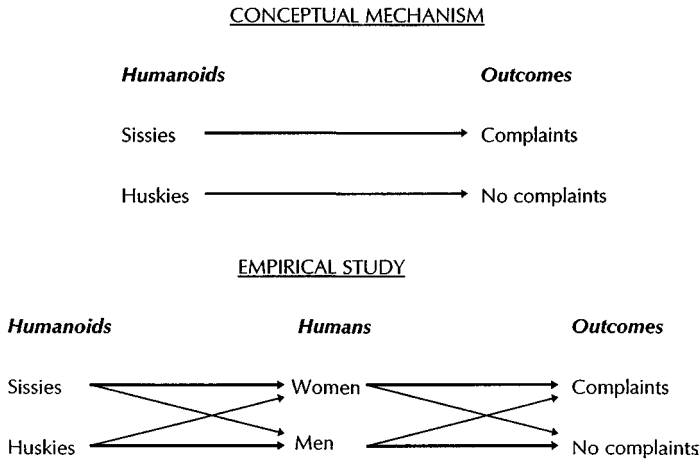 CONCEPTUAL MECHANISM
Humanoids Outcomes
Sissies Complaints
Huskies No complaints
EMPIRICAL STUDY
Humanoids Humans Outcomes
Sissies Women Complaints
Huskies Men No complaints